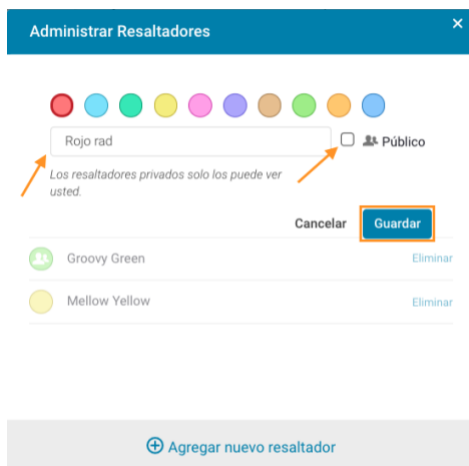 Administrar Resaltadores
×
Rojo rad
Público
Los resaltadores privados solo los puede ver
usted.
Cancelar
Guardar
Groovy Green
Eliminar
Mellow Yellow
Eliminar
Agregar nuevo resaltador